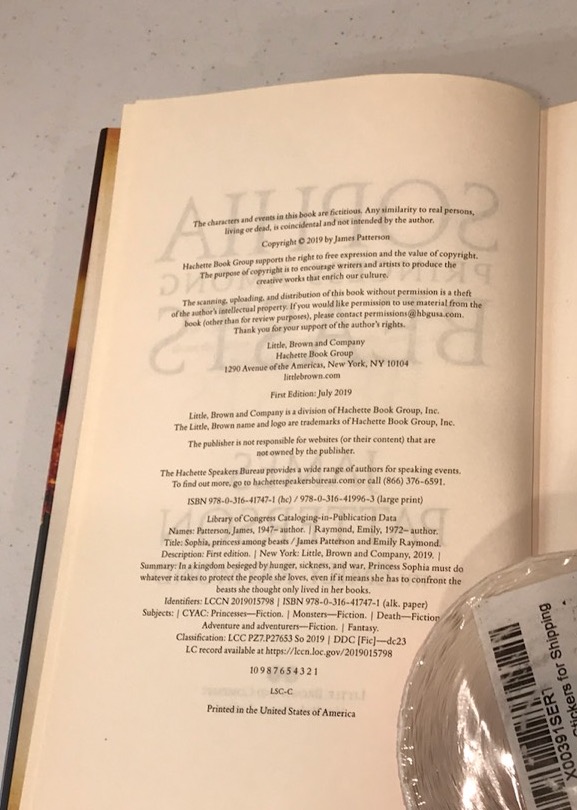 The characters and events in this book are fictitious. Any similarity to real persons,
living or dead, is coincidental and not intended by the author.
Copyright © 2019 by James Patterson
Hachette Book Group supports the right to free expression and the value of copyright.
The purpose of copyright is to encourage writers and artists to produce the
creative works that enrich our culture.
The scanning, uploading, and distribution of this book without permission is a theft
of the author's intellectual property. If you would like permission to use material from the
book (other than for review purposes), please contact permissions@hbgusa.com.
Thank you for your support of the author's rights.
Little, Brown and Company
Hachette Book Group
1290 Avenue of the Americas, New York, NY 10104
littlebrown.com
First Edition: July 2019
Little, Brown and Company is a division of Hachette Book Group, Inc.
The Little, Brown name and logo are trademarks of Hachette Book Group, Inc.
The publisher is not responsible for websites (or their content) that are
not owned by the publisher.
The Hachette Speakers Bureau provides a wide range of authors for speaking events.
To find out more, go to hachettespeakersbureau.com or call (866) 376-6591.
ISBN 978-0-316-41747-1 (hc) / 978-0-316-41996-3 (large print)
Library of Congress Cataloging-in-Publication Data
Names: Patterson, James, 1947– author. | Raymond, Emily, 1972– author.
Title: Sophia, princess among beasts / James Patterson and Emily Raymond.
Description: First edition. | New York: Little, Brown and Company, 2019. |
Summary: In a kingdom besieged by hunger, sickness, and war, Princess Sophia must do
whatever it takes to protect the people she loves, even if it means she has to confront the
beasts she thought only lived in her books.
Identifiers: LCCN 2019015798 | ISBN 978-0-316-41747-1 (alk. paper)
Subjects: | CYAC: Princesses—Fiction. | Monsters—Fiction. | Death—Fiction
Adventure and adventurers—Fiction. | Fantasy.
Classification: LCC PZ7.P27653 So 2019 | DDC [Fic]—dc23
LC record available at https://lccn.loc.gov/2019015798
10 9 8 7 6 5 4 3 2 1
LSC-C
Printed in the United States of America
X00391SER
Stickers for Shipping